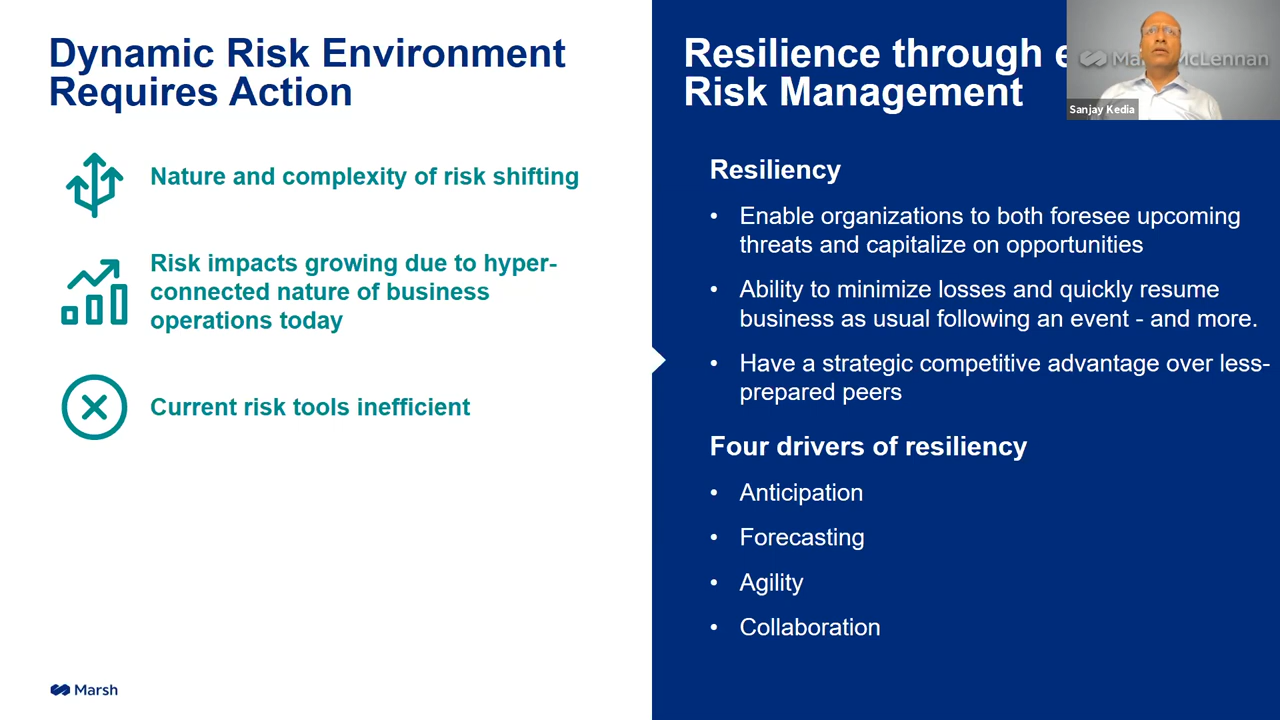 Dynamic Risk Environment
Requires Action
Nature and complexity of risk shifting
Risk impacts growing due to hyper-
connected nature of business
operations today
Current risk tools inefficient
Marsh
Resilience through
Risk Management
Resiliency
• Enable organizations to both foresee upcoming
threats and capitalize on opportunities
• Ability to minimize losses and quickly resume
business as usual following an event - and more.
• Have a strategic competitive advantage over less-
prepared peers
Four drivers of resiliency
• Anticipation
• Forecasting
• Agility
• Collaboration
McLennan
Sanjay Kedia